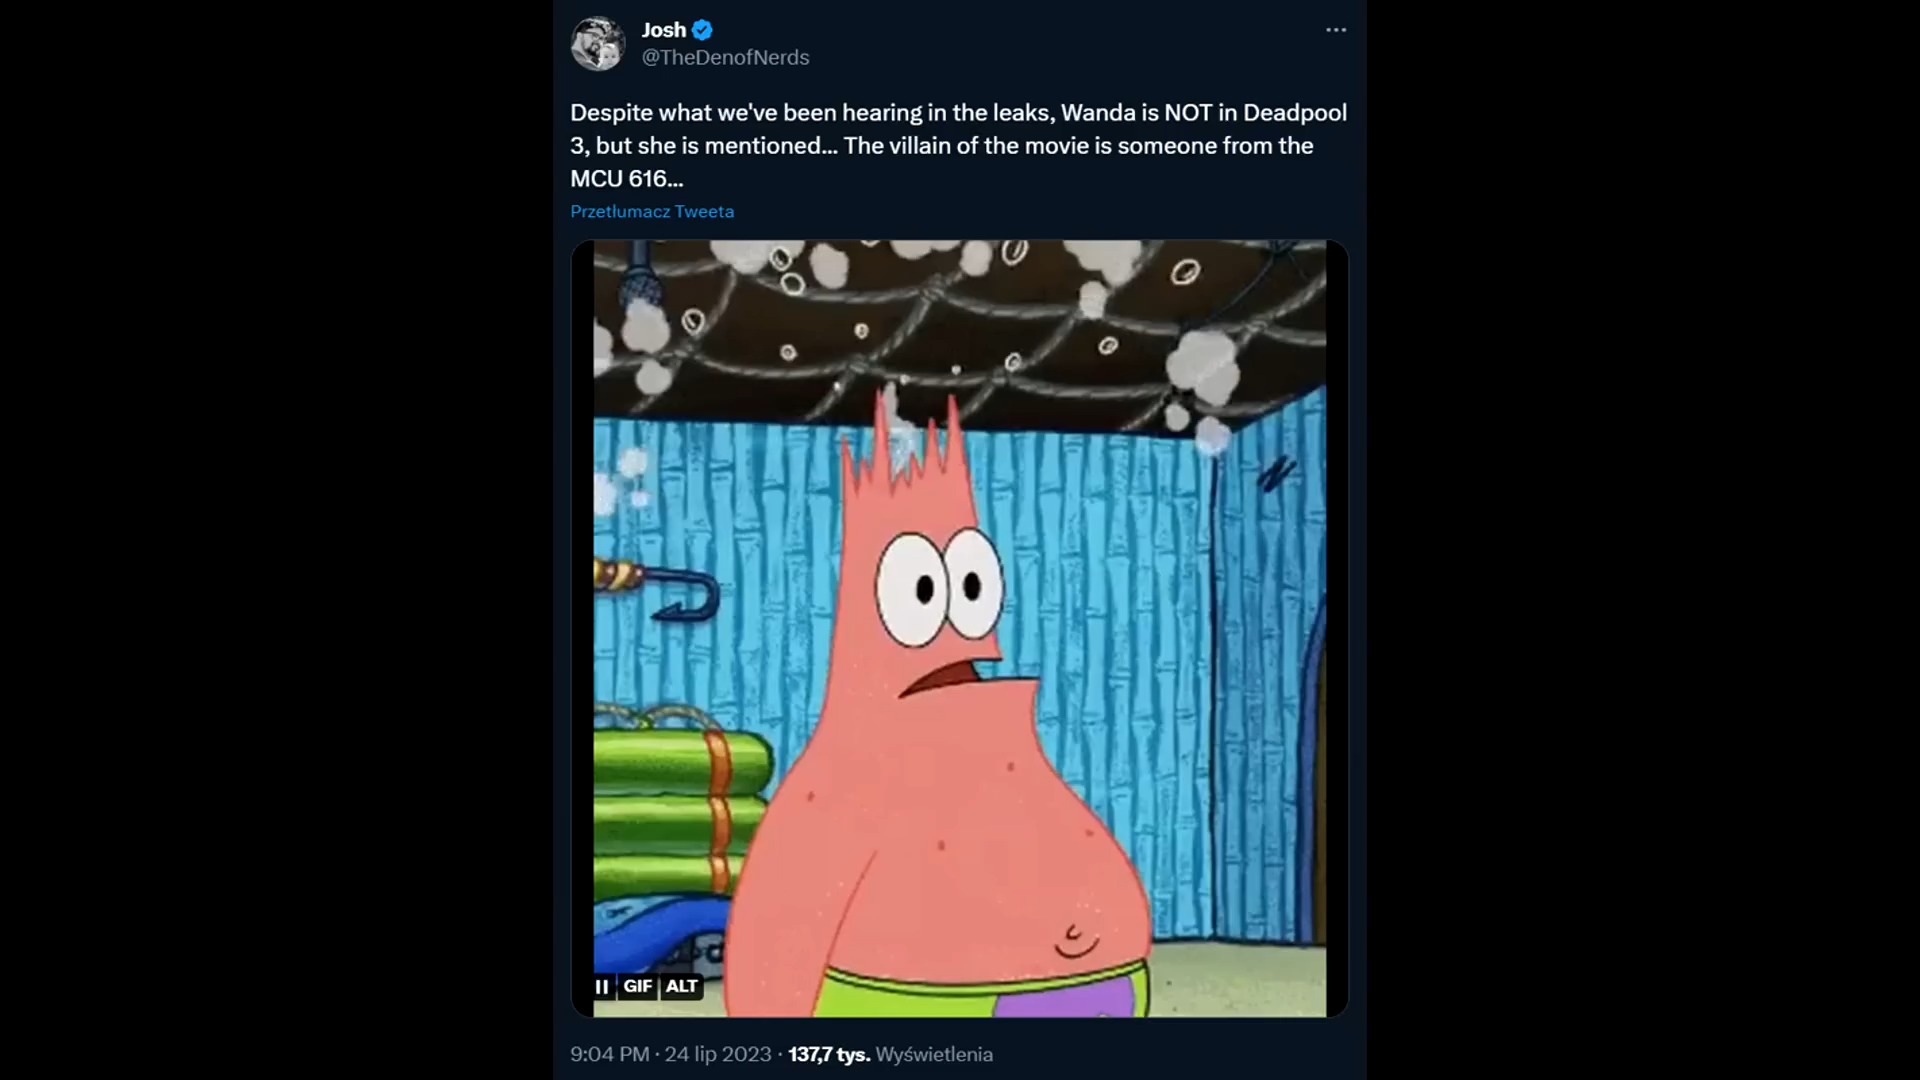 Josh
@TheDenofNerds
Despite what we've been hearing in the leaks, Wanda is NOT in Deadpool
3, but she is mentioned... The villain of the movie is someone from the
MCU 616...
Przetłumacz Tweeta
GIF ALT
9:04 PM · 24 lip 2023 · 137,7 tys. Wyświetlenia